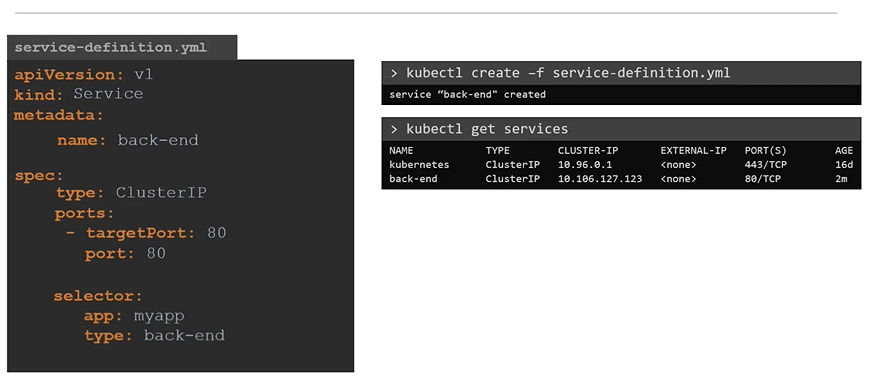 service-definition.yml
apiVersion: v1
kind: Service
metadata:
name: back-end
spec:
type: ClusterIP
ports:
- targetPort: 80
port: 80
selector:
app: myapp
type: back-end
> kubectl create –f service-definition.yml
service “back-end" created
> kubectl get services
NAME TYPE CLUSTER-IP EXTERNAL-IP PORT(S) AGE
kubernetes ClusterIP 10.96.0.1 <none> 443/TCP 16d
back-end ClusterIP 10.106.127.123 <none> 80/TCP 2m